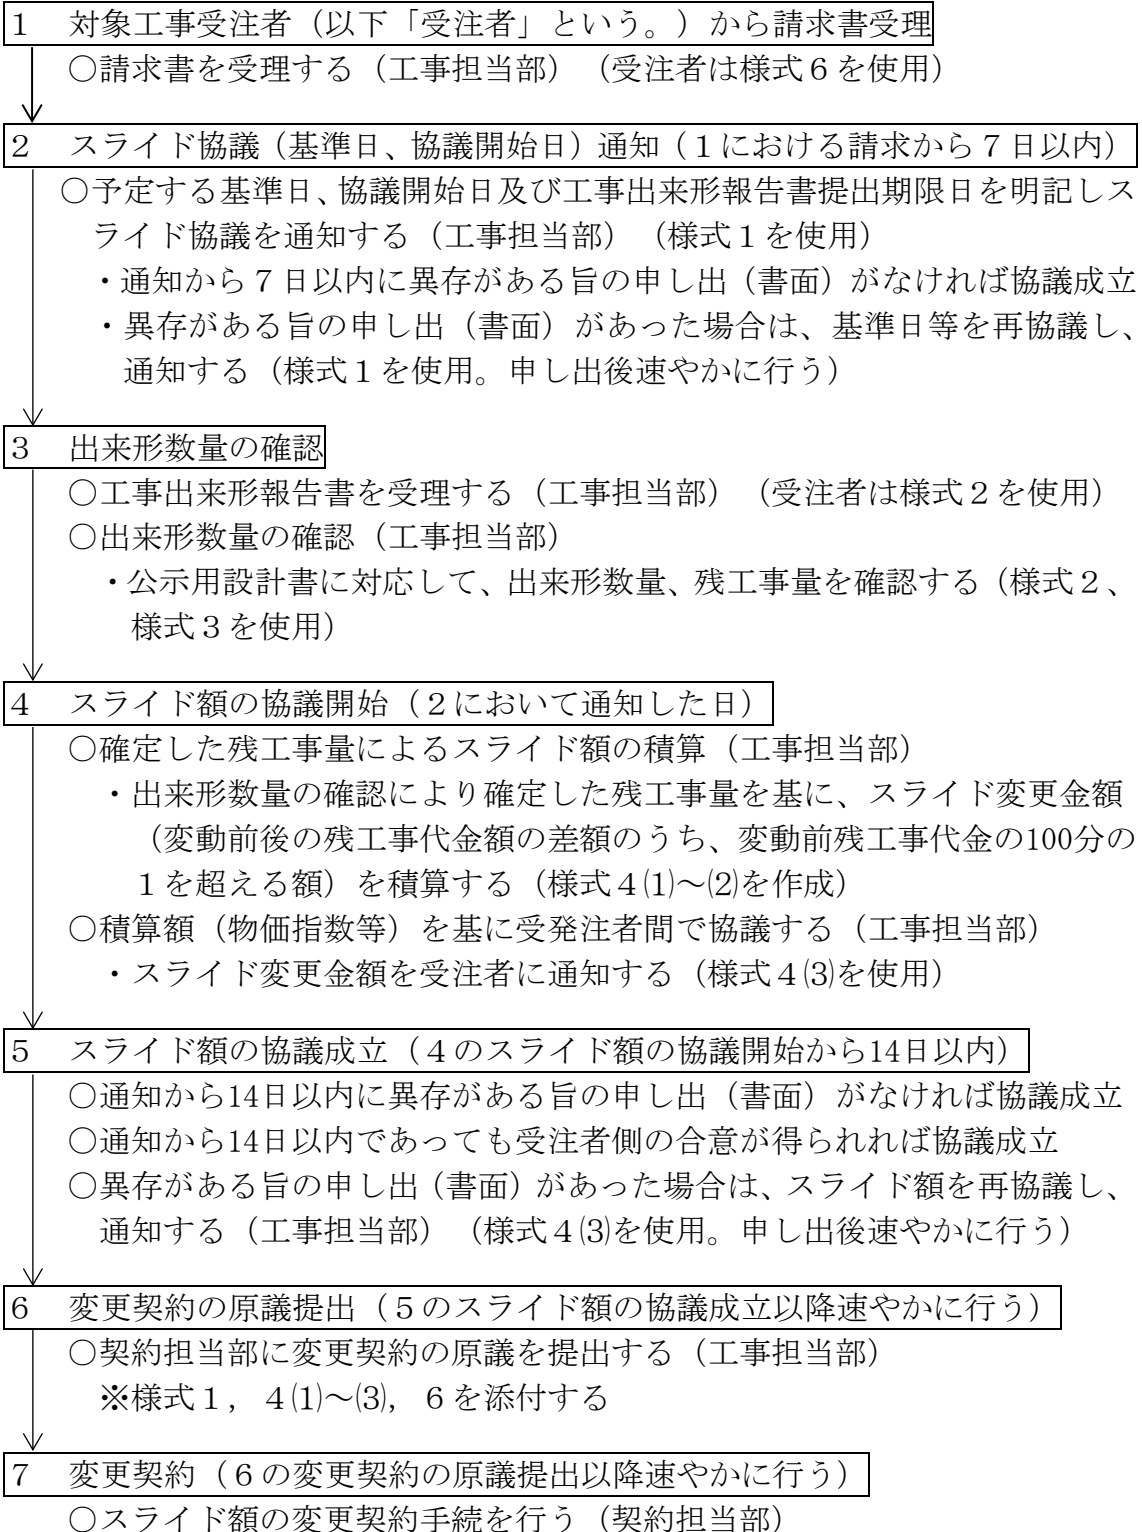 １　対象工事受注者（以下「受注者」という。）から請求書受理
○請求書を受理する（工事担当部）（受注者は様式６を使用）
２　スライド協議（基準日、協議開始日）通知（１における請求から７日以内）
○予定する基準日、協議開始日及び工事出来形報告書提出期限日を明記しス
ライド協議を通知する（工事担当部）（様式１を使用）
・通知から７日以内に異存がある旨の申し出（書面）がなければ協議成立
・異存がある旨の申し出（書面）があった場合は、基準日等を再協議し、
通知する（様式１を使用。申し出後速やかに行う）
３　出来形数量の確認
○工事出来形報告書を受理する（工事担当部）（受注者は様式２を使用）
○出来形数量の確認（工事担当部）
・公示用設計書に対応して、出来形数量、残工事量を確認する（様式２、
様式３を使用）
４　スライド額の協議開始（２において通知した日）
○確定した残工事量によるスライド額の積算（工事担当部）
・出来形数量の確認により確定した残工事量を基に、スライド変更金額
（変動前後の残工事代金額の差額のうち、変動前残工事代金の100分の
１を超える額）を積算する（様式４⑴～⑵を作成）
○積算額（物価指数等）を基に受発注者間で協議する（工事担当部）
・スライド変更金額を受注者に通知する（様式４⑶を使用）
５　スライド額の協議成立（４のスライド額の協議開始から14日以内）
○通知から14日以内に異存がある旨の申し出（書面）がなければ協議成立
○通知から14日以内であっても受注者側の合意が得られれば協議成立
○異存がある旨の申し出（書面）があった場合は、スライド額を再協議し、
通知する（工事担当部）（様式４⑶を使用。申し出後速やかに行う）
６　変更契約の原議提出（５のスライド額の協議成立以降速やかに行う）
○契約担当部に変更契約の原議を提出する（工事担当部）
※様式１，４⑴～⑶，６を添付する
７　変更契約（６の変更契約の原議提出以降速やかに行う）
○スライド額の変更契約手続を行う（契約担当部）